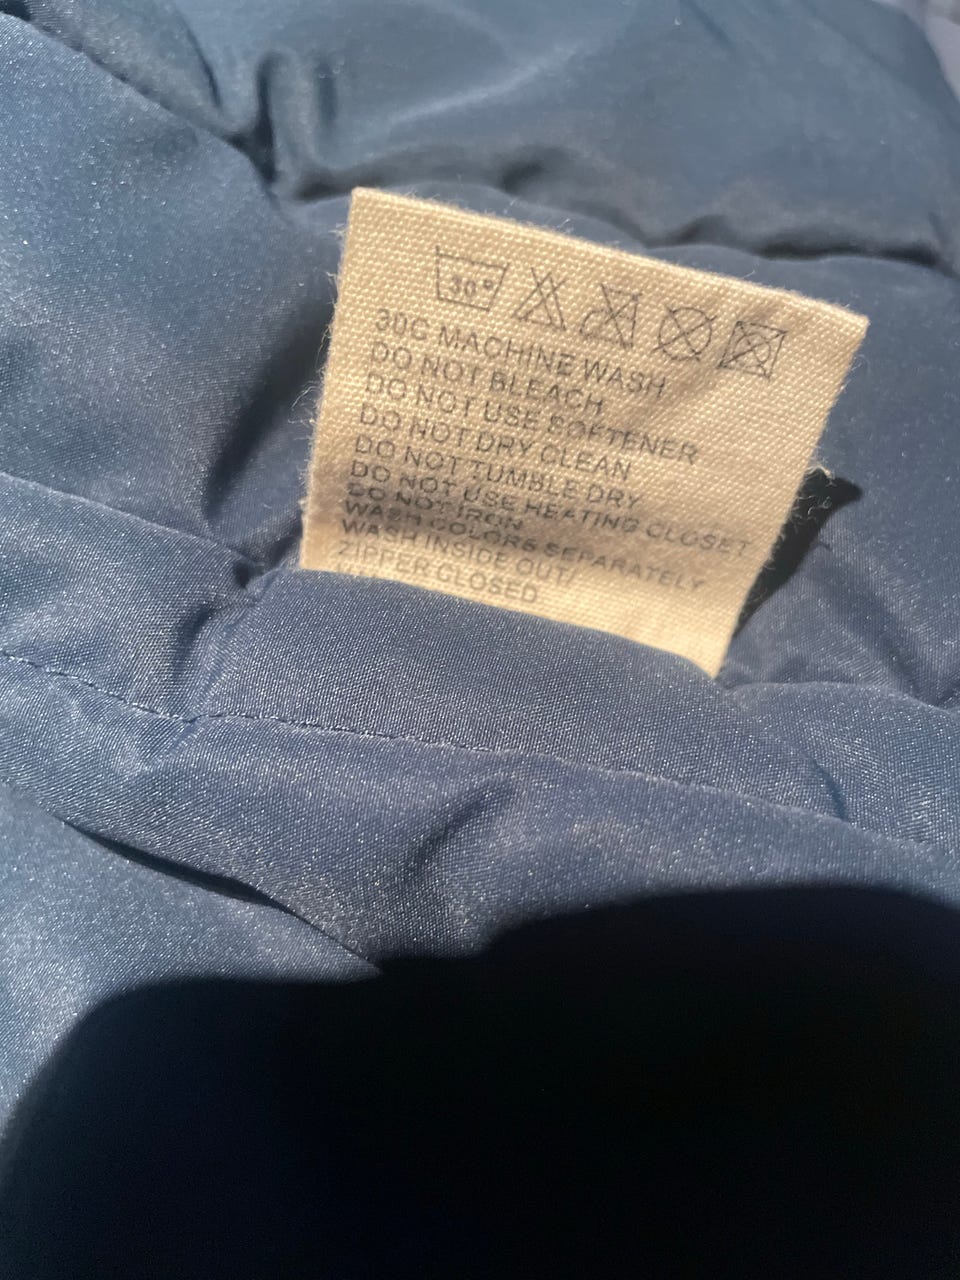 30°
30C MACHINE WASH
DO NOT BLEACH
DO NOT USE SOFTENER
DO NOT DRY CLEAN
DO NOT TUMBLE DRY
DO NOT USE HEATING CLOSET
DO NOT IRON
WASH COLORS SEPARATELY
WASH INSIDE OUT/
ZIPPER CLOSED